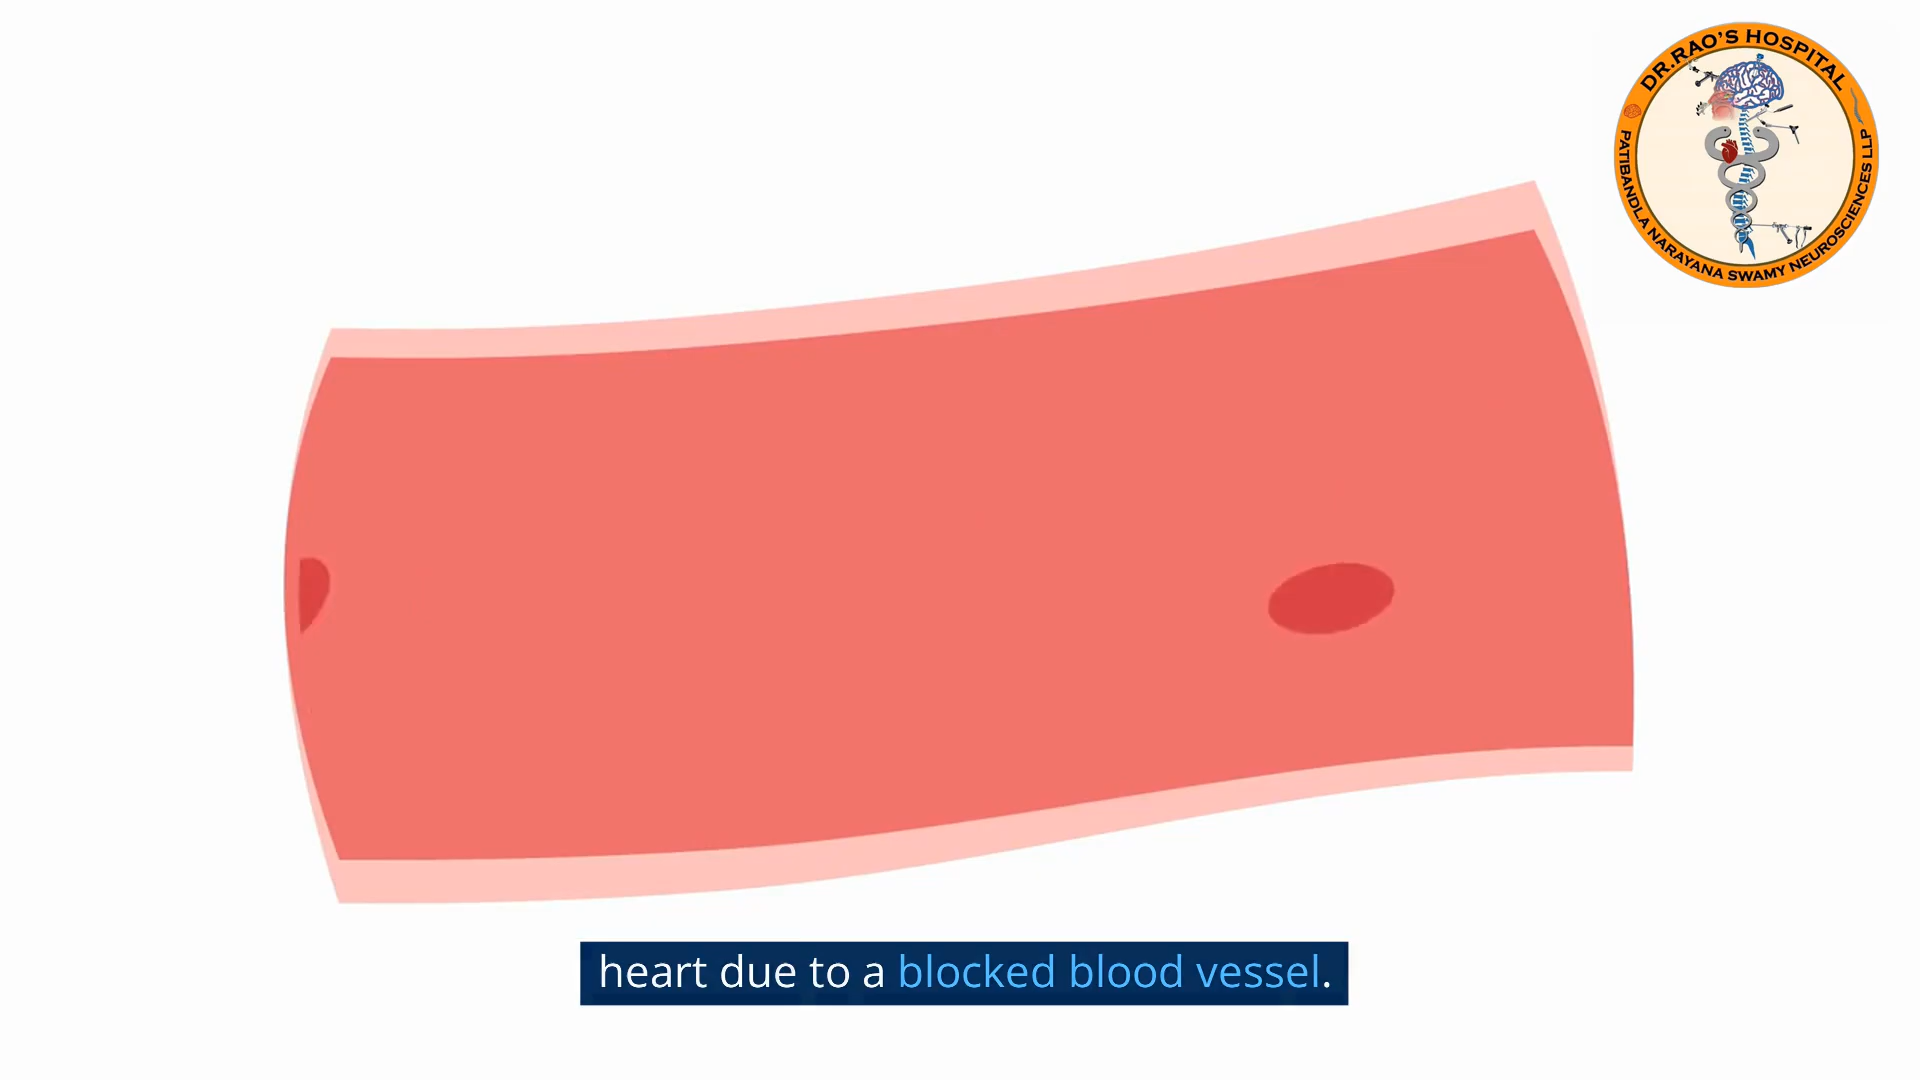 DR.RAO'S HOSPITAL
PATIBANDLA NARAYANA SWAMY NEUROSCIENCES LLP
heart due to a blocked blood vessel.